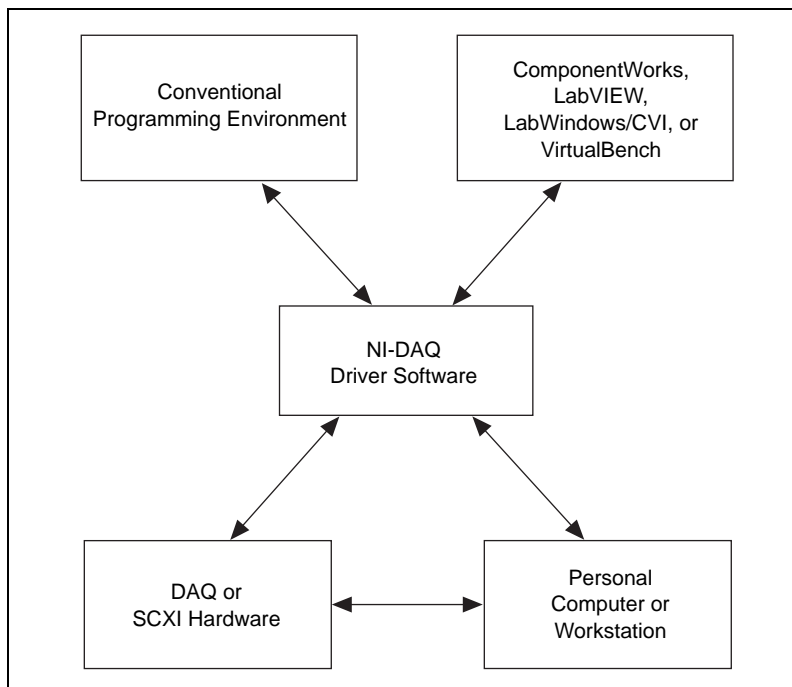 Conventional
Programming Environment
ComponentWorks,
LabVIEW,
LabWindows/CVI, or
VirtualBench
NI-DAQ
Driver Software
DAQ or
SCXI Hardware
Personal
Computer or
Workstation